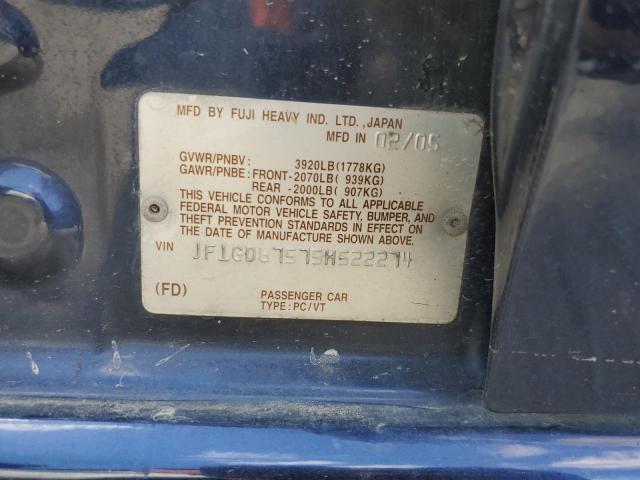 MFD BY FUJI HEAVY IND. LTD.,JAPAN
MFD IN 02/05
GVWR/PNBV: 3920LB(1778KG)
GAWR/PNBE: FRONT-2070LB( 939KG)
REAR -2000LB( 907KG)
THIS VEHICLE CONFORMS TO ALL APPLICABLE
FEDERAL MOTOR VEHICLE SAFETY, BUMPER, AND
THEFT PREVENTION STANDARDS IN EFFECT ON
THE DATE OF MANUFACTURE SHOWN ABOVE.
VIN JF1GD67575H522274
(FD) PASSENGER CAR
TYPE:PC/VT